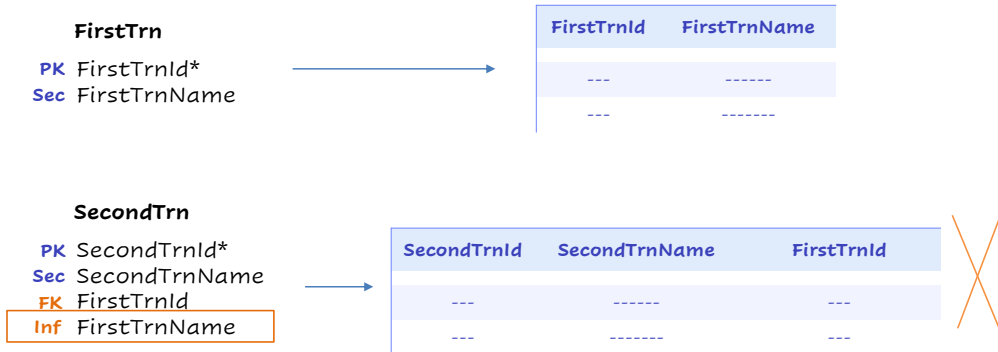 FirstTrn
PK FirstTrnId*
Sec FirstTrnName
FirstTrnId FirstTrnName
--- ------
--- -------
SecondTrn
PK SecondTrnId*
Sec SecondTrnName
FK FirstTrnId
Inf FirstTrnName
SecondTrnId SecondTrnName FirstTrnId
--- ------ ---
--- ------- ---